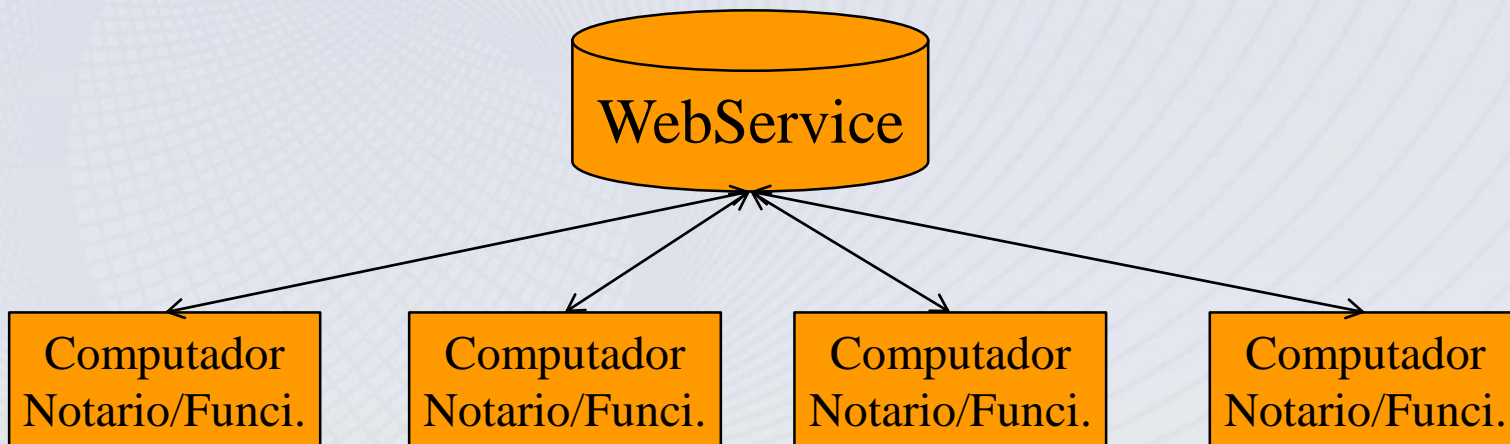 WebService
Computador
Notario/Funci.
Computador
Notario/Funci.
Computador
Notario/Funci.
Computador
Notario/Funci.